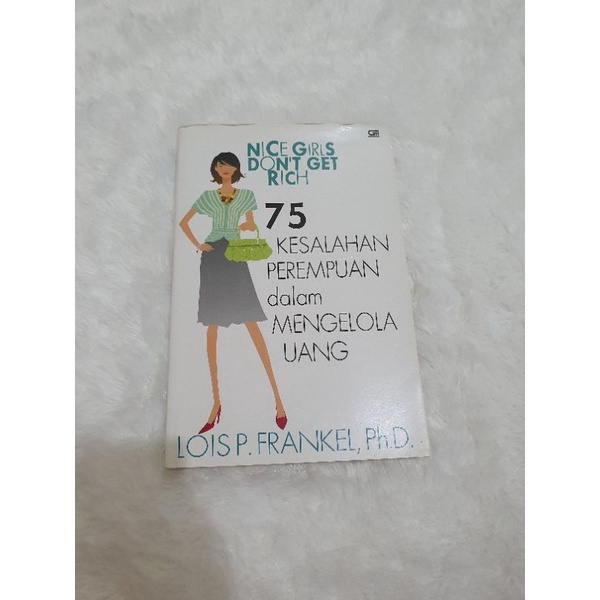 NICE GIRLS
DON'T GET
RICH
75
KESALAHAN
PEREMPUAN
dalam
MENGELOLA
UANG
LOIS P. FRANKEL, Ph.D.